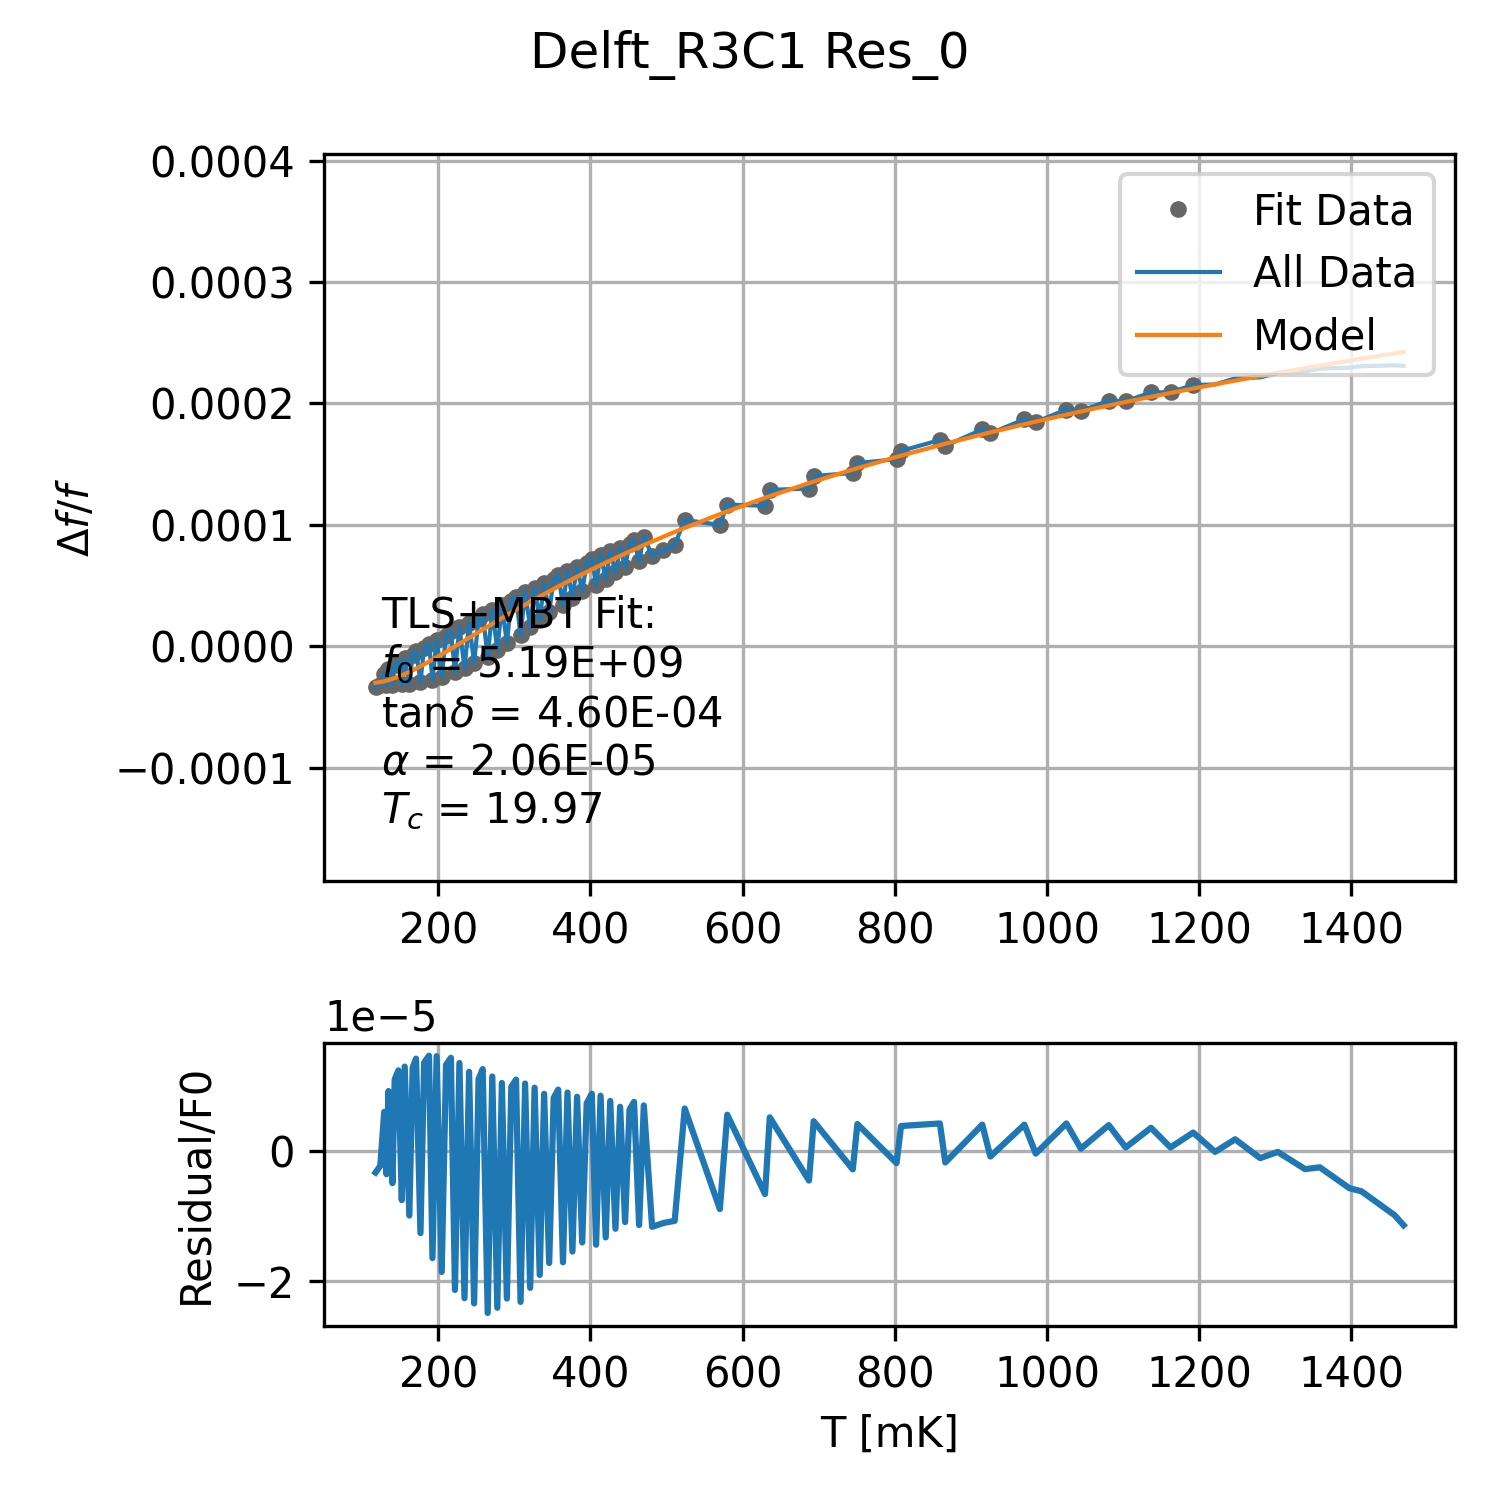 Delft_R3C1 Res_0
0.0004
0.0003
0.0002
0.0001
0.0000
−0.0001
Δf/f
Fit Data
All Data
Model
TLS+MBT Fit:
f₀ = 5.19E+09
tanδ = 4.60E-04
α = 2.06E-05
T_c = 19.97
200 400 600 800 1000 1200 1400
1e−5
0
−2
Residual/F0
200 400 600 800 1000 1200 1400
T [mK]